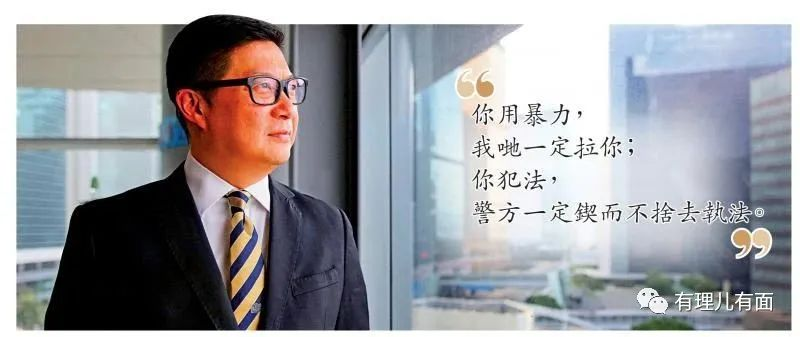 你用暴力，
我哋一定拉你；
你犯法，
警方一定鍥而不捨去執法。
有理儿有面